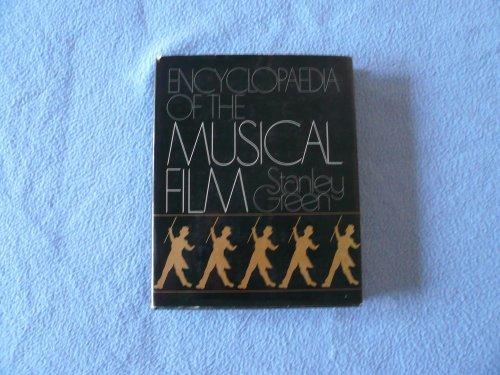 ENCYCLOPAEDIA
OF THE
MUSICAL
FILM Stanley
Green